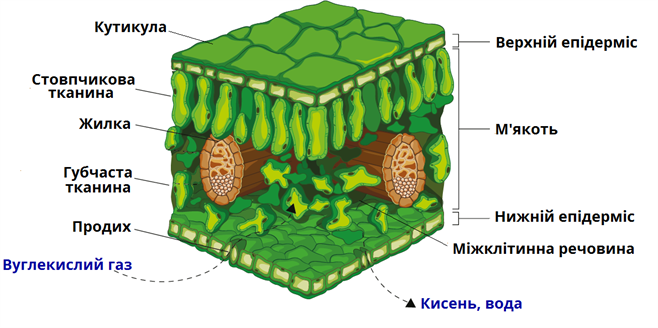 Кутикула
Верхній епідерміс
Стовпчикова
тканина
Жилка
М'якоть
Губчаста
тканина
Продих
Нижній епідерміс
Міжклітинна речовина
Вуглекислий газ
Кисень, вода